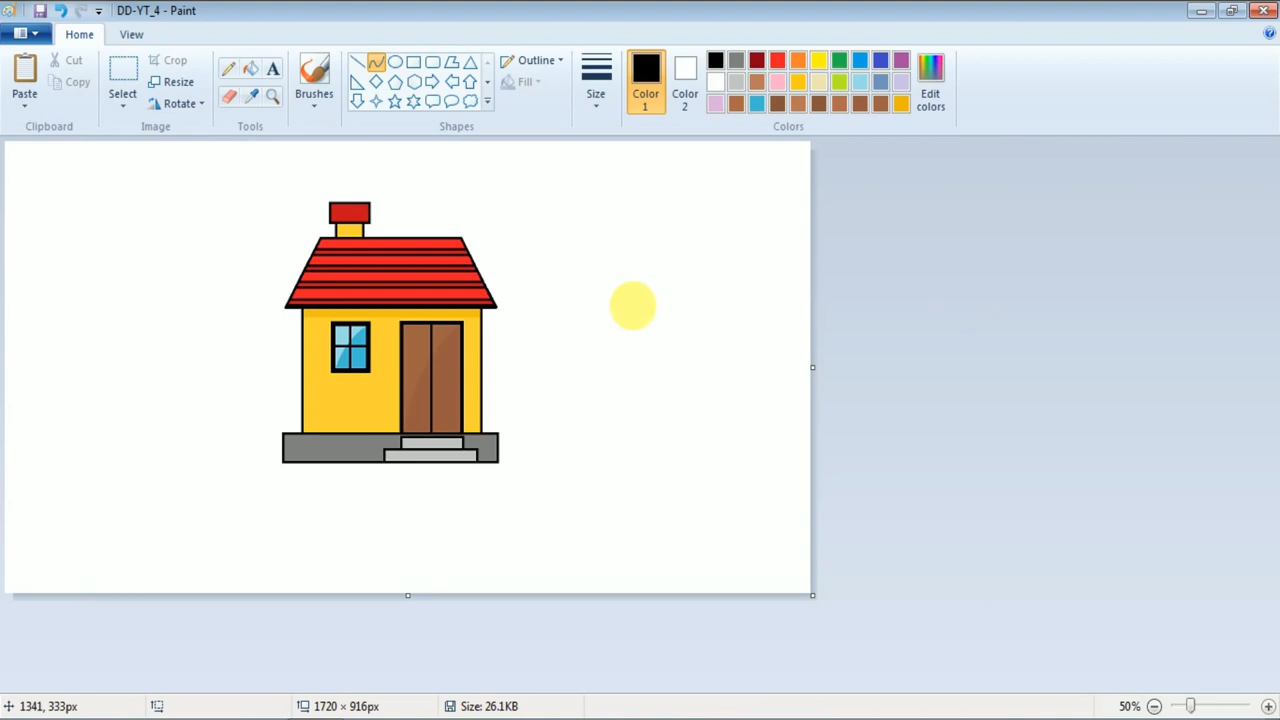 DD-YT_4 - Paint
Home View
Paste Cut Copy
Clipboard
Select Crop Resize Rotate
Image
A
Tools
Brushes
Outline Fill
Shapes
Size
Color 1
Color 2
Edit colors
Colors
1341, 333px 1720 × 916px Size: 26.1KB 50%